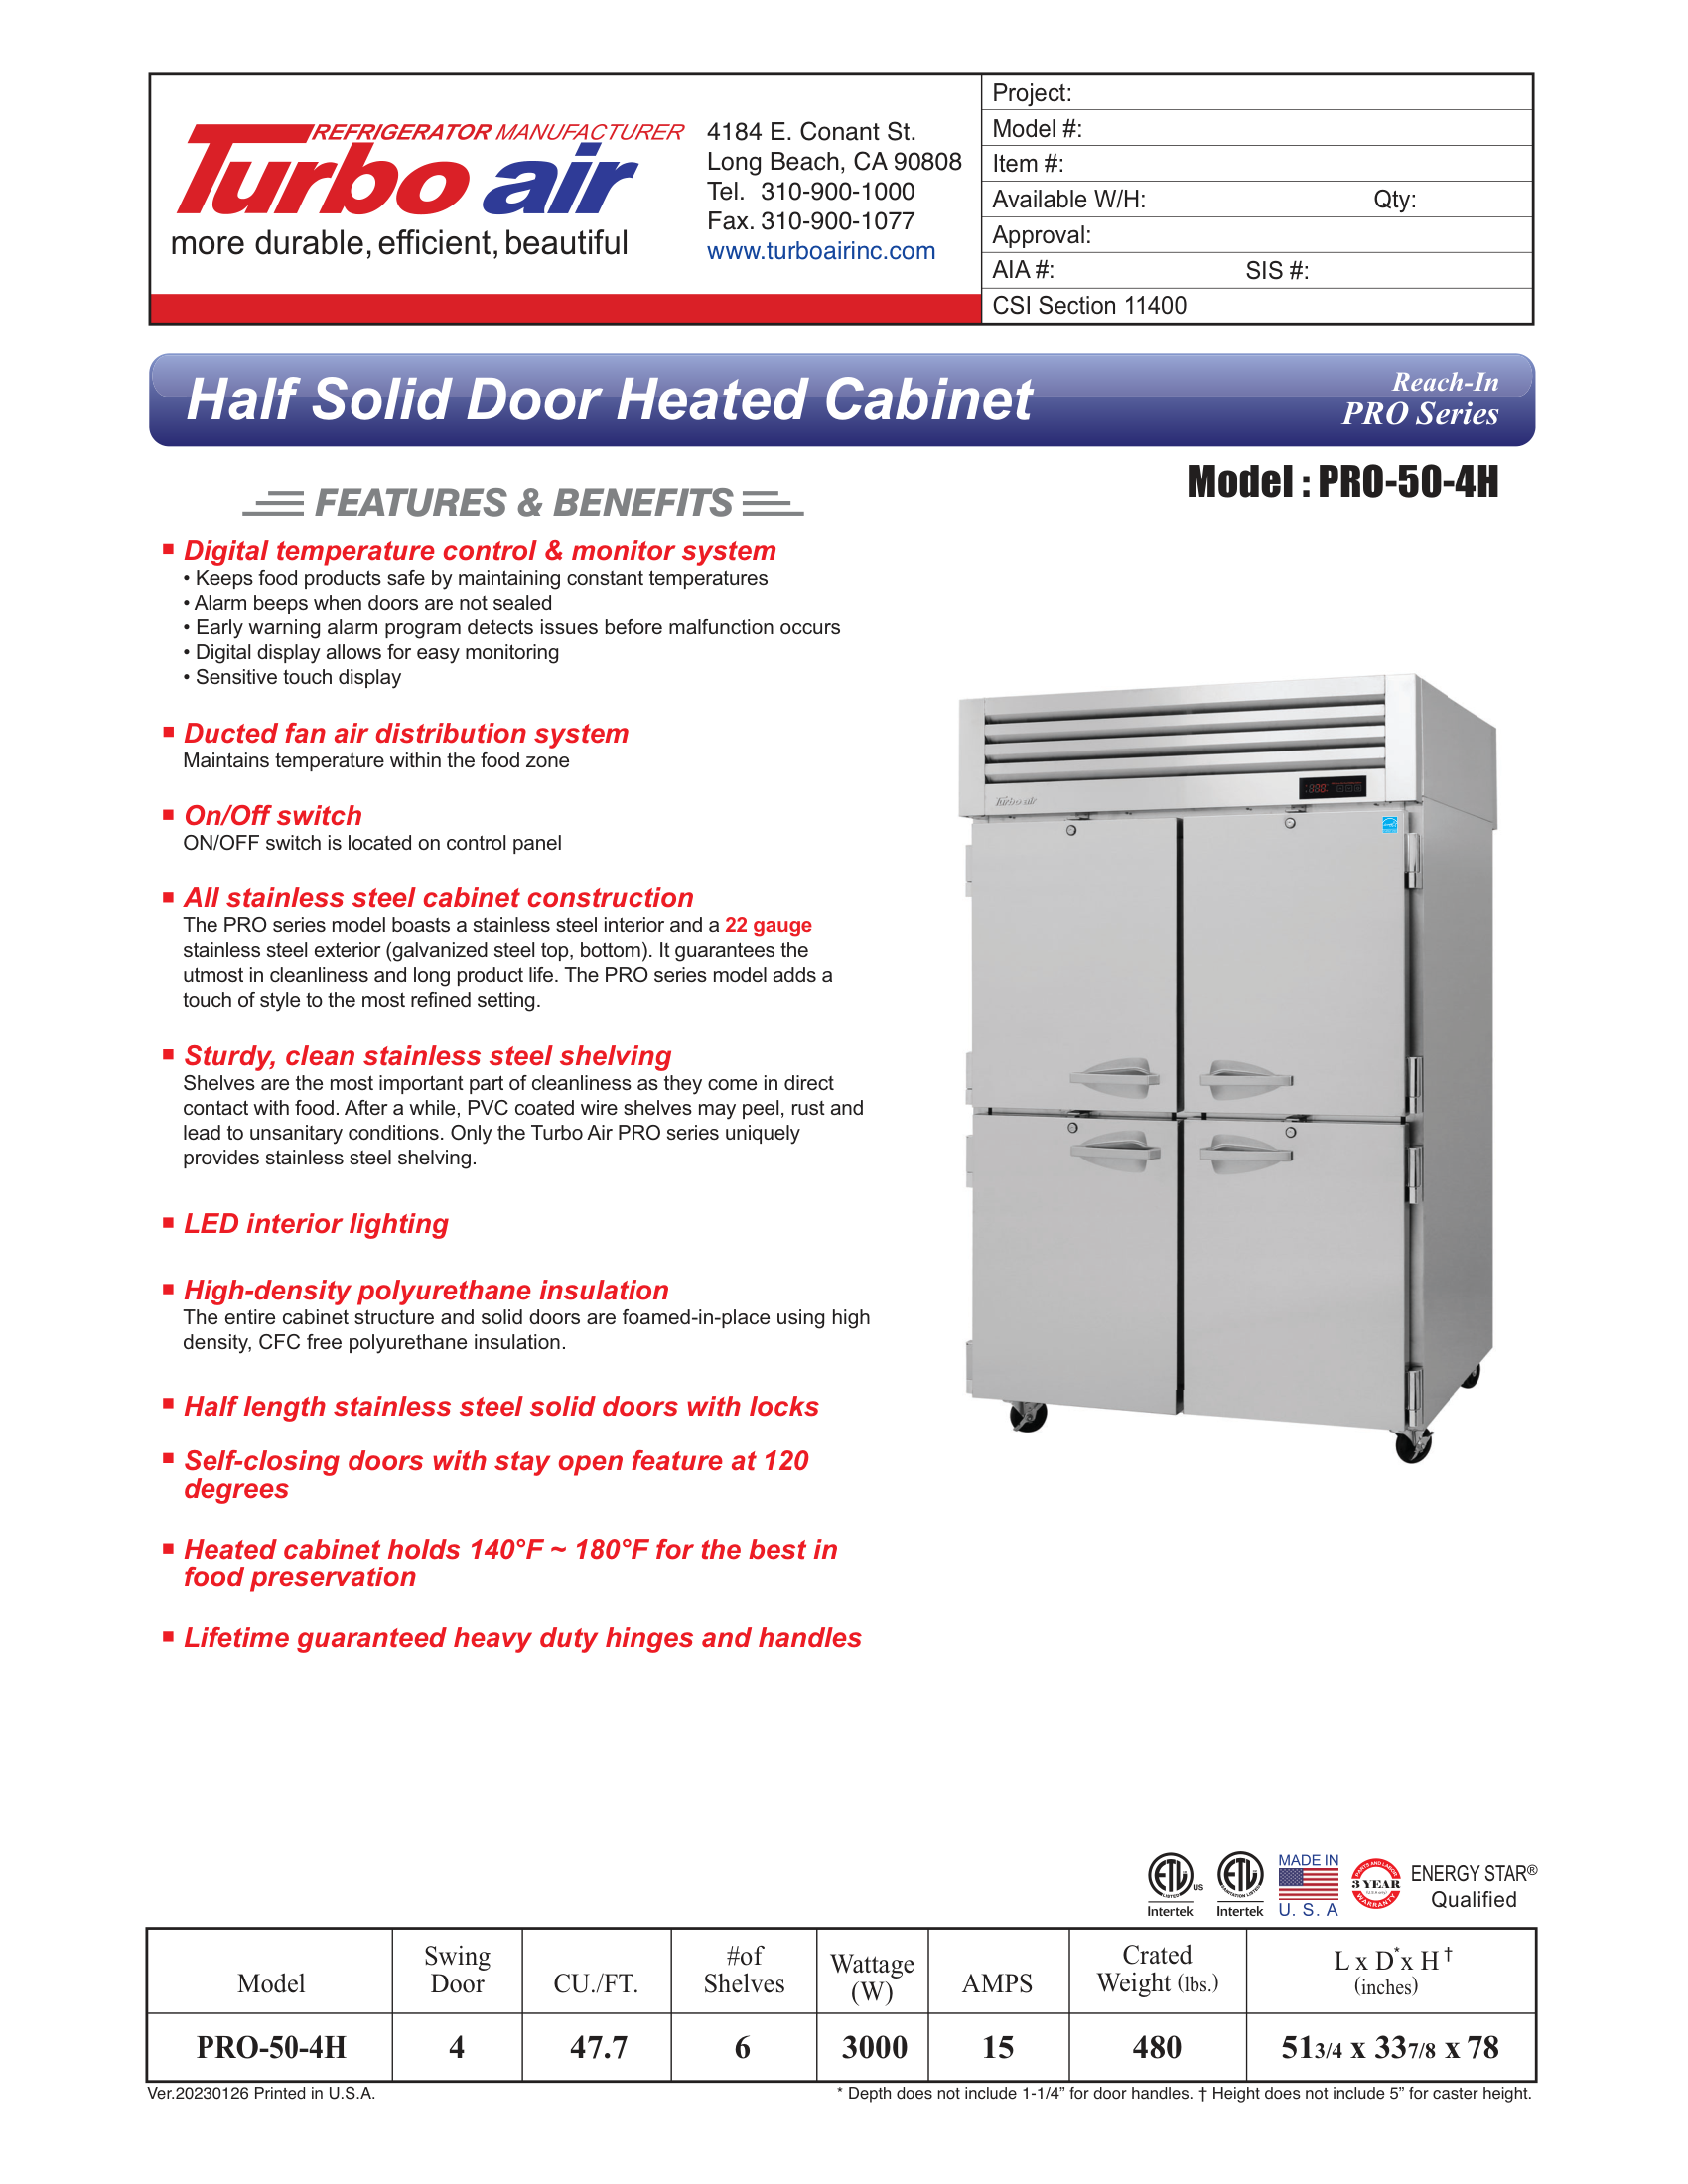 REFRIGERATOR MANUFACTURER
Turbo air
more durable, efficient, beautiful
4184 E. Conant St.
Long Beach, CA 90808
Tel. 310-900-1000
Fax. 310-900-1077
www.turboairinc.com
Project:
Model #:
Item #:
Available W/H: Qty:
Approval:
AIA #: SIS #:
CSI Section 11400
Half Solid Door Heated Cabinet
Reach-In
PRO Series
Model : PRO-50-4H
FEATURES & BENEFITS
Digital temperature control & monitor system
• Keeps food products safe by maintaining constant temperatures
• Alarm beeps when doors are not sealed
• Early warning alarm program detects issues before malfunction occurs
• Digital display allows for easy monitoring
• Sensitive touch display
Ducted fan air distribution system
Maintains temperature within the food zone
On/Off switch
ON/OFF switch is located on control panel
All stainless steel cabinet construction
The PRO series model boasts a stainless steel interior and a 22 gauge
stainless steel exterior (galvanized steel top, bottom). It guarantees the
utmost in cleanliness and long product life. The PRO series model adds a
touch of style to the most refined setting.
Sturdy, clean stainless steel shelving
Shelves are the most important part of cleanliness as they come in direct
contact with food. After a while, PVC coated wire shelves may peel, rust and
lead to unsanitary conditions. Only the Turbo Air PRO series uniquely
provides stainless steel shelving.
LED interior lighting
High-density polyurethane insulation
The entire cabinet structure and solid doors are foamed-in-place using high
density, CFC free polyurethane insulation.
Half length stainless steel solid doors with locks
Self-closing doors with stay open feature at 120
degrees
Heated cabinet holds 140°F ~ 180°F for the best in
food preservation
Lifetime guaranteed heavy duty hinges and handles
Turbo air
ETL LISTED US
Intertek
ETL SANITATION LISTED
Intertek
MADE IN
U. S. A
PARTS AND LABOR
3 YEAR
WARRANTY
ENERGY STAR®
Qualified
Model Swing Door CU./FT. #of Shelves Wattage (W) AMPS Crated Weight (lbs.) L x D* x H † (inches)
PRO-50-4H 4 47.7 6 3000 15 480 51 3/4 x 33 7/8 x 78
Ver.20230126 Printed in U.S.A.
* Depth does not include 1-1/4” for door handles. † Height does not include 5” for caster height.